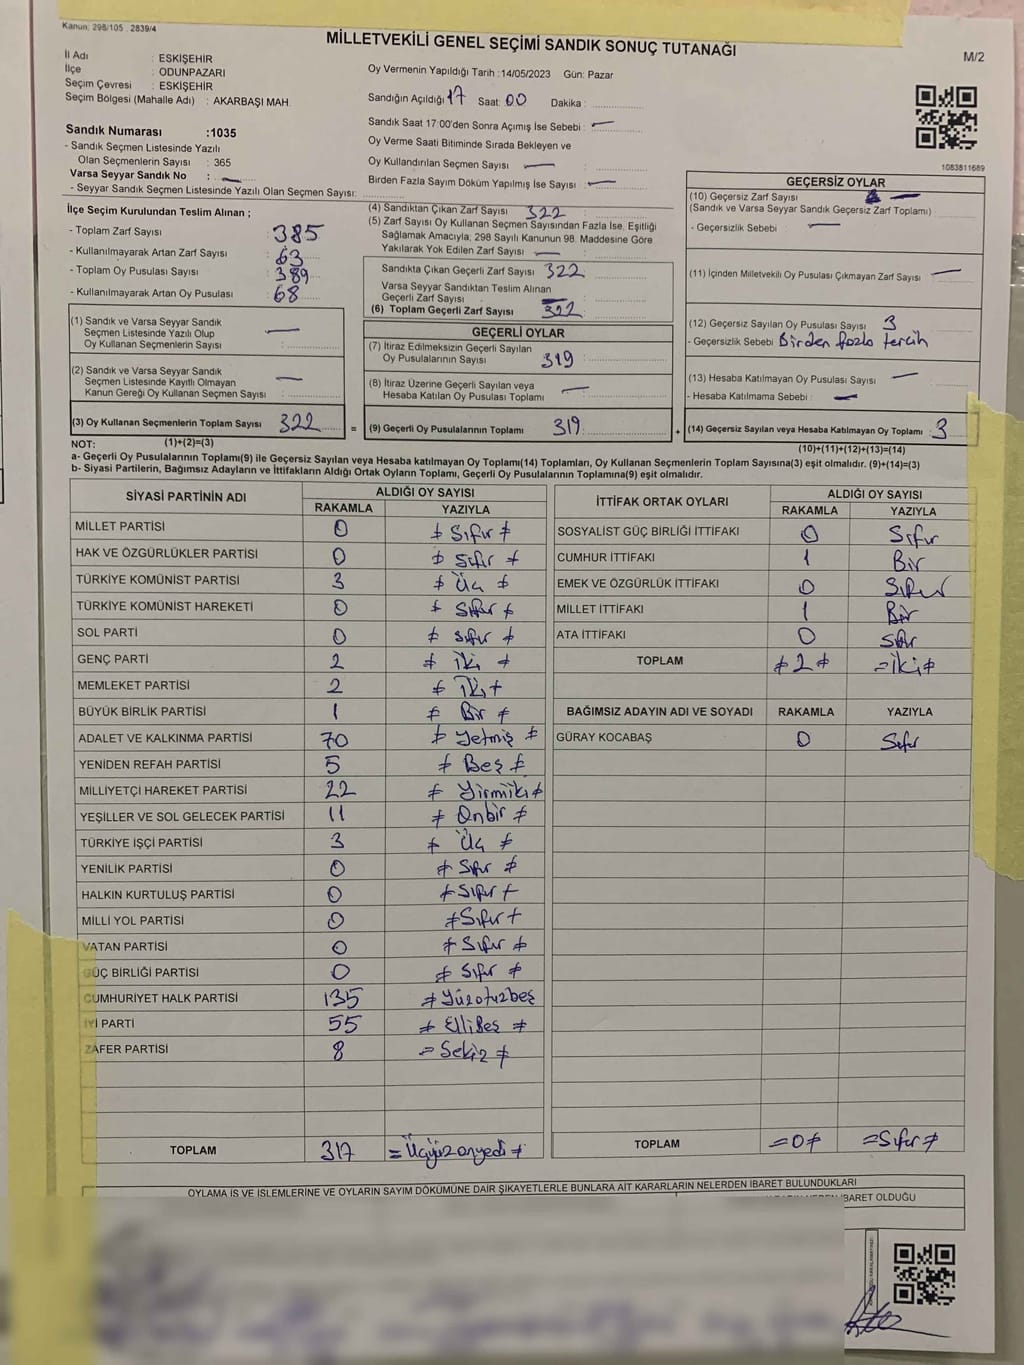 Kanun: 298/105 , 2839/4
MİLLETVEKİLİ GENEL SEÇİMİ SANDIK SONUÇ TUTANAĞI
M/2
İl Adı : ESKİŞEHİR
İlçe : ODUNPAZARI
Seçim Çevresi : ESKİŞEHİR
Seçim Bölgesi (Mahalle Adı) : AKARBAŞI MAH.
Sandık Numarası :1035
- Sandık Seçmen Listesinde Yazılı
Olan Seçmenlerin Sayısı : 365
Varsa Seyyar Sandık No : —
- Seyyar Sandık Seçmen Listesinde Yazılı Olan Seçmen Sayısı:
Oy Vermenin Yapıldığı Tarih :14/05/2023 Gün: Pazar
Sandığın Açıldığı 17 Saat: 00 Dakika :
Sandık Saat 17:00'den Sonra Açımış İse Sebebi : —
Oy Verme Saati Bitiminde Sırada Bekleyen ve
Oy Kullandırılan Seçmen Sayısı —
Birden Fazla Sayım Döküm Yapılmış İse Sayısı : —
1083811689
İlçe Seçim Kurulundan Teslim Alınan ;
- Toplam Zarf Sayısı : 385
- Kullanılmayarak Artan Zarf Sayısı : 63
- Toplam Oy Pusulası Sayısı : 389
- Kullanılmayarak Artan Oy Pusulası : 68
(4) Sandıktan Çıkan Zarf Sayısı : 322
(5) Zarf Sayısı Oy Kullanan Seçmen Sayısından Fazla İse, Eşitliği
Sağlamak Amacıyla; 298 Sayılı Kanunun 98. Maddesine Göre
Yakılarak Yok Edilen Zarf Sayısı —
Sandıkta Çıkan Geçerli Zarf Sayısı 322
Varsa Seyyar Sandıktan Teslim Alınan
Geçerli Zarf Sayısı : —
(6) Toplam Geçerli Zarf Sayısı: 322
GEÇERSİZ OYLAR
(10) Geçersiz Zarf Sayısı : —
(Sandık ve Varsa Seyyar Sandık Geçersiz Zarf Toplamı)
- Geçersizlik Sebebi : —
(11) İçinden Milletvekili Oy Pusulası Çıkmayan Zarf Sayısı —
(12) Geçersiz Sayılan Oy Pusulası Sayısı : 3
- Geçersizlik Sebebi Birden fazla tercih
(13) Hesaba Katılmayan Oy Pusulası Sayısı : —
- Hesaba Katılmama Sebebi : —
(1) Sandık ve Varsa Seyyar Sandık
Seçmen Listesinde Yazılı Olup
Oy Kullanan Seçmenlerin Sayısı : —
(2) Sandık ve Varsa Seyyar Sandık
Seçmen Listesinde Kayıtlı Olmayan
Kanun Gereği Oy Kullanan Seçmen Sayısı : —
GEÇERLİ OYLAR
(7) İtiraz Edilmeksizin Geçerli Sayılan
Oy Pusulalarının Sayısı : 319
(8) İtiraz Üzerine Geçerli Sayılan veya
Hesaba Katılan Oy Pusulası Toplamı : —
(3) Oy Kullanan Seçmenlerin Toplam Sayısı 322 = (9) Geçerli Oy Pusulalarının Toplamı 319 + (14) Geçersiz Sayılan veya Hesaba Katılmayan Oy Toplamı : 3
NOT: (1)+(2)=(3) (10)+(11)+(12)+(13)=(14)
a- Geçerli Oy Pusulasının Toplamı(9) ile Geçersiz Sayılan veya Hesaba katılmayan Oy Toplamı(14) Toplamları, Oy Kullanan Seçmenlerin Toplam Sayısına(3) eşit olmalıdır. (9)+(14)=(3)
b- Siyasi Partilerin, Bağımsız Adayların ve İttifakların Aldığı Ortak Oyların Toplamı, Geçerli Oy Pusulalarının Toplamına(9) eşit olmalıdır.
SİYASİ PARTİNİN ADI ALDIĞI OY SAYISI
RAKAMLA YAZIYLA
MİLLET PARTİSİ 0 Sıfır
HAK VE ÖZGÜRLÜKLER PARTİSİ 0 Sıfır
TÜRKİYE KOMÜNİST PARTİSİ 3 Üç
TÜRKİYE KOMÜNİST HAREKETİ 0 Sıfır
SOL PARTİ 0 Sıfır
GENÇ PARTİ 2 iki
MEMLEKET PARTİSİ 2 iki
BÜYÜK BİRLİK PARTİSİ 1 Bir
ADALET VE KALKINMA PARTİSİ 70 Yetmiş
YENİDEN REFAH PARTİSİ 5 Beş
MİLLİYETÇİ HAREKET PARTİSİ 22 Yirmiiki
YEŞİLLER VE SOL GELECEK PARTİSİ 11 Onbir
TÜRKİYE İŞÇİ PARTİSİ 3 Üç
YENİLİK PARTİSİ 0 Sıfır
HALKIN KURTULUŞ PARTİSİ 0 Sıfır
MİLLİ YOL PARTİSİ 0 Sıfır
VATAN PARTİSİ 0 Sıfır
GÜÇ BİRLİĞİ PARTİSİ 0 Sıfır
CUMHURİYET HALK PARTİSİ 135 Yüzotuzbeş
İYİ PARTİ 55 ElliBeş
ZAFER PARTİSİ 8 = Sekiz
TOPLAM 317 = Üçyüzonyedi
İTTİFAK ORTAK OYLARI ALDIĞI OY SAYISI
RAKAMLA YAZIYLA
SOSYALİST GÜÇ BİRLİĞİ İTTİFAKI 0 Sıfır
CUMHUR İTTİFAKI 1 Bir
EMEK VE ÖZGÜRLÜK İTTİFAKI 0 Sıfır
MİLLET İTTİFAKI 1 Bir
ATA İTTİFAKI 0 Sıfır
TOPLAM 2 = iki
BAĞIMSIZ ADAYIN ADI VE SOYADI RAKAMLA YAZIYLA
GÜRAY KOCABAŞ 0 Sıfır
TOPLAM =0 =Sıfır
OYLAMA İŞ VE İŞLEMLERİNE VE OYLARIN SAYIM DÖKÜMÜNE DAİR ŞİKAYETLERLE BUNLARA AİT KARARLARIN NELERDEN İBARET BULUNDUKLARI
İBARET OLDUĞU